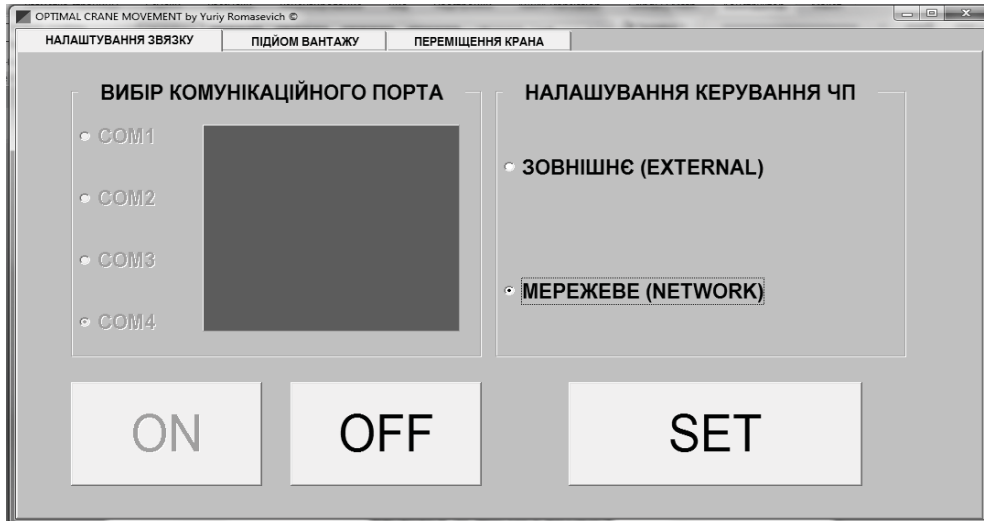 OPTIMAL CRANE MOVEMENT by Yuriy Romasevich ©
НАЛАШТУВАННЯ ЗВЯЗКУ
ПІДЙОМ ВАНТАЖУ
ПЕРЕМІЩЕННЯ КРАНА
ВИБІР КОМУНІКАЦІЙНОГО ПОРТА
COM1
COM2
COM3
COM4
НАЛАШУВАННЯ КЕРУВАННЯ ЧП
ЗОВНІШНЄ (EXTERNAL)
МЕРЕЖЕВЕ (NETWORK)
ON
OFF
SET